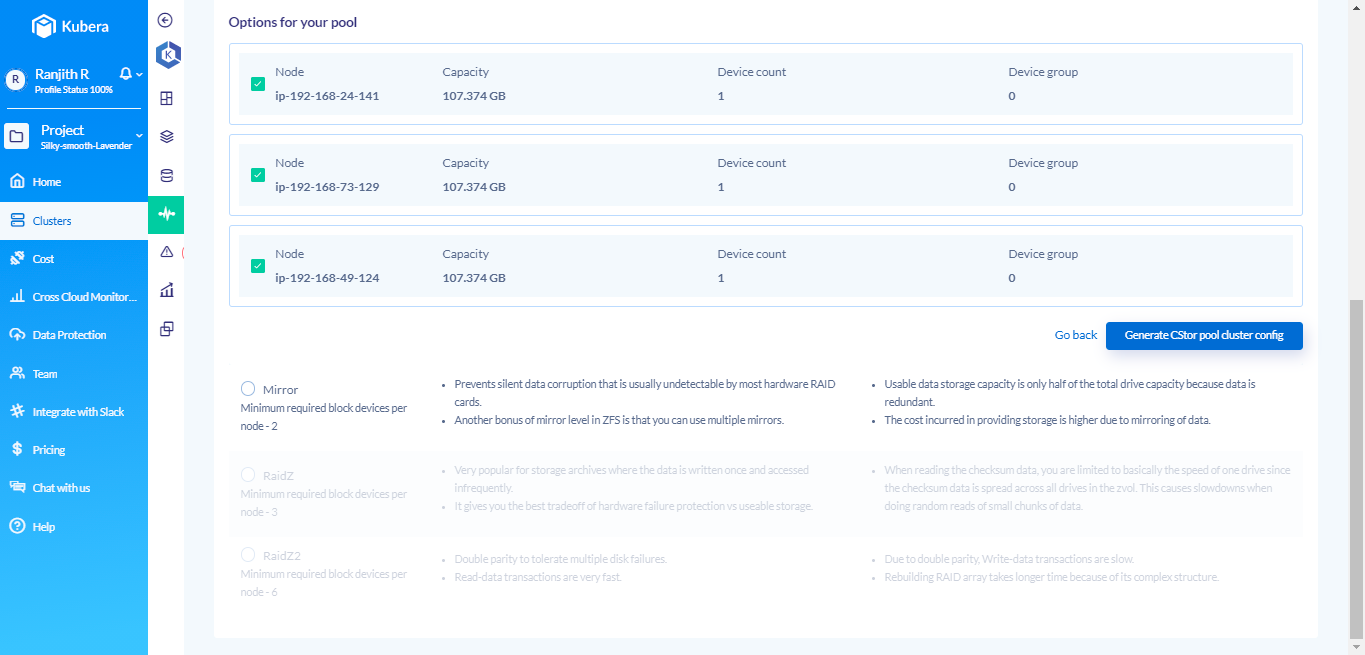 Kubera
R
Ranjith R
Profile Status 100%
Project
Silky-smooth-Lavender
Home
Clusters
Cost
Cross Cloud Monitor...
Data Protection
Team
Integrate with Slack
Pricing
Chat with us
Help
K
Options for your pool
Node Capacity Device count Device group
ip-192-168-24-141 107.374 GB 1 0
Node Capacity Device count Device group
ip-192-168-73-129 107.374 GB 1 0
Node Capacity Device count Device group
ip-192-168-49-124 107.374 GB 1 0
Go back Generate CStor pool cluster config
Mirror
Minimum required block devices per
node - 2
Prevents silent data corruption that is usually undetectable by most hardware RAID
cards.
Another bonus of mirror level in ZFS is that you can use multiple mirrors.
Usable data storage capacity is only half of the total drive capacity because data is
redundant.
The cost incurred in providing storage is higher due to mirroring of data.
RaidZ
Minimum required block devices per
node - 3
Very popular for storage archives where the data is written once and accessed
infrequently.
It gives you the best tradeoff of hardware failure protection vs useable storage.
When reading the checksum data, you are limited to basically the speed of one drive since
the checksum data is spread across all drives in the zvol. This causes slowdowns when
doing random reads of small chunks of data.
RaidZ2
Minimum required block devices per
node - 6
Double parity to tolerate multiple disk failures.
Read-data transactions are very fast.
Due to double parity, Write-data transactions are slow.
Rebuilding RAID array takes longer time because of its complex structure.